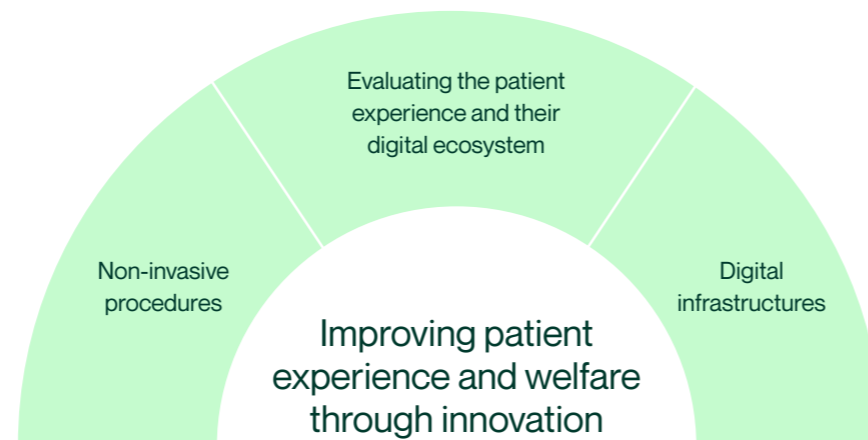 Evaluating the patient
experience and their
digital ecosystem
Non-invasive
procedures
Digital
infrastructures
Improving patient
experience and welfare
through innovation